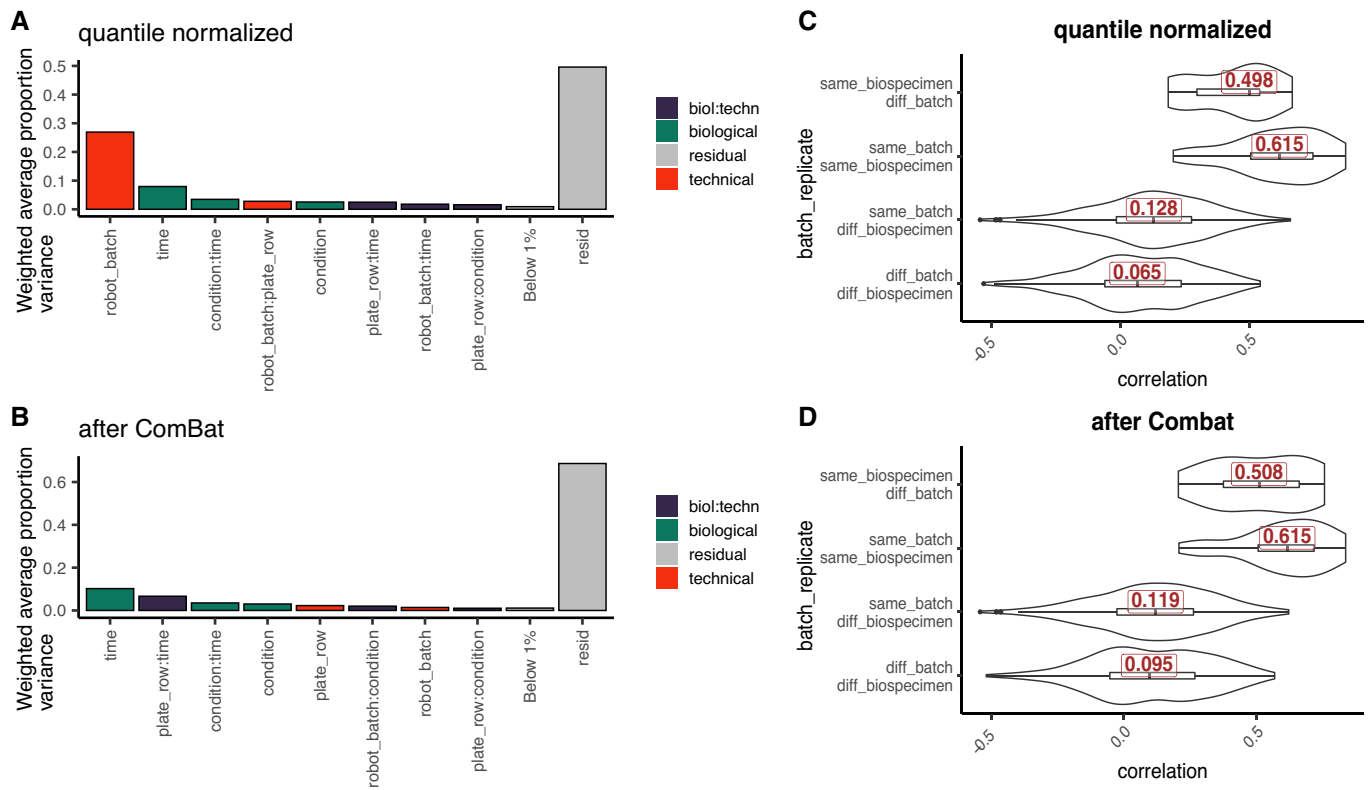 A
quantile normalized
Weighted average proportion
variance
0.5
0.4
0.3
0.2
0.1
0.0
robot_batch
time
condition:time
robot_batch:plate_row
condition
plate_row:time
robot_batch:time
plate_row:condition
Below 1%
resid
biol:techn
biological
residual
technical
B
after ComBat
Weighted average proportion
variance
0.6
0.4
0.2
0.0
time
plate_row:time
condition:time
condition
plate_row
robot_batch:condition
robot_batch
plate_row:condition
Below 1%
resid
biol:techn
biological
residual
technical
C
quantile normalized
batch_replicate
same_biospecimen
diff_batch
same_batch
same_biospecimen
same_batch
diff_biospecimen
diff_batch
diff_biospecimen
0.498
0.615
0.128
0.065
-0.5
0.0
0.5
correlation
D
after Combat
batch_replicate
same_biospecimen
diff_batch
same_batch
same_biospecimen
same_batch
diff_biospecimen
diff_batch
diff_biospecimen
0.508
0.615
0.119
0.095
-0.5
0.0
0.5
correlation